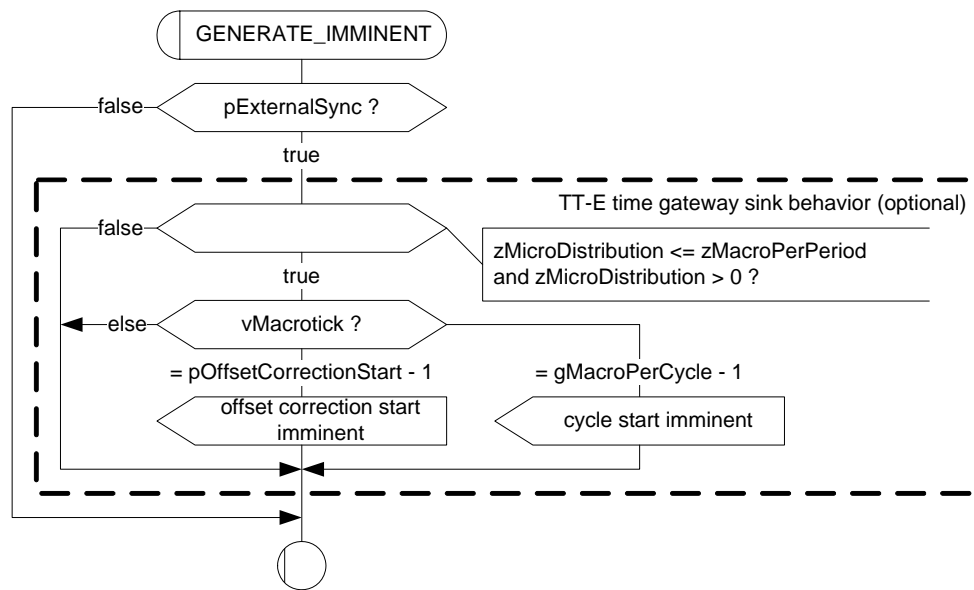 GENERATE_IMMINENT
false
pExternalSync ?
true
TT-E time gateway sink behavior (optional)
false
zMicroDistribution <= zMacroPerPeriod
and zMicroDistribution > 0 ?
true
else
vMacrotick ?
= pOffsetCorrectionStart - 1
= gMacroPerCycle - 1
offset correction start
imminent
cycle start imminent